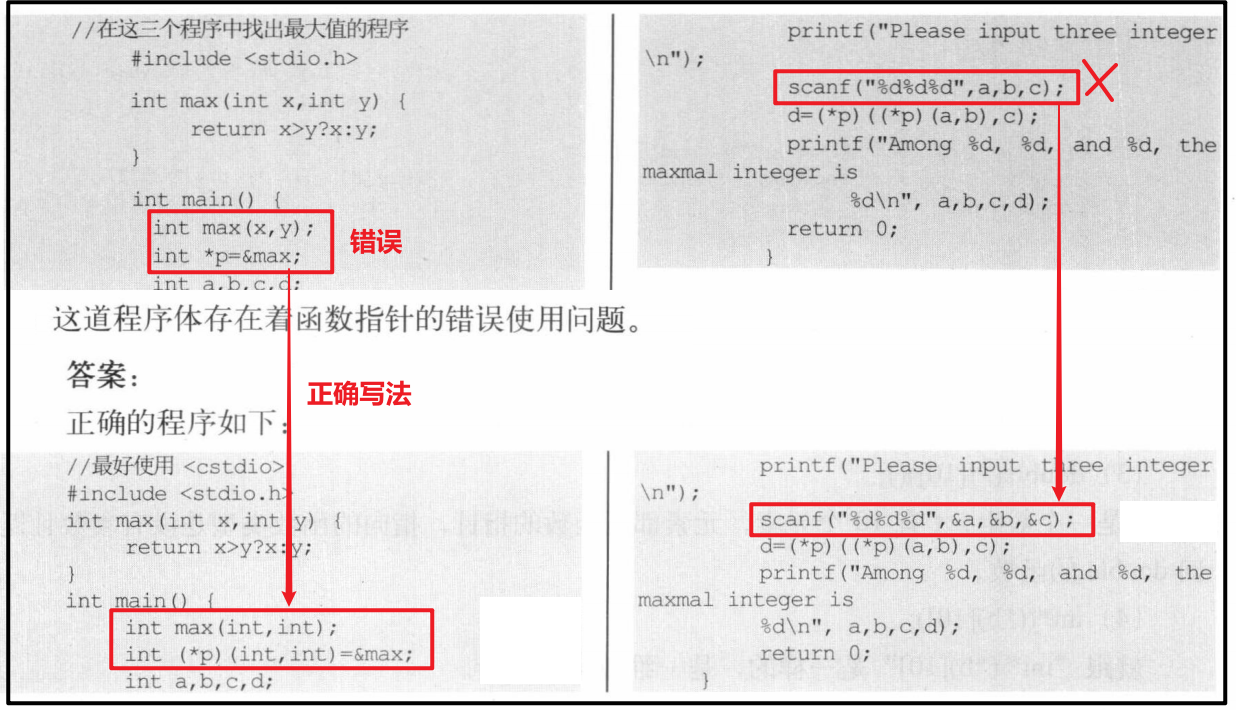 //在这三个程序中找出最大值的程序
#include <stdio.h>
int max(int x,int y) {
return x>y?x:y;
}
int main() {
int max(x,y);
int *p=&max;
错误
int a,b,c,d;
printf("Please input three integer
\n");
scanf("%d%d%d",a,b,c);
d=(*p)((*p)(a,b),c);
printf("Among %d, %d, and %d, the
maxmal integer is
%d\n", a,b,c,d);
return 0;
}
这道程序体存在着函数指针的错误使用问题。
答案：
正确写法
正确的程序如下：
//最好使用 <cstdio>
#include <stdio.h>
int max(int x,int y) {
return x>y?x:y;
}
int main() {
int max(int,int);
int (*p)(int,int)=&max;
int a,b,c,d;
printf("Please input three integer
\n");
scanf("%d%d%d",&a,&b,&c);
d=(*p)((*p)(a,b),c);
printf("Among %d, %d, and %d, the
maxmal integer is
%d\n", a,b,c,d);
return 0;
}